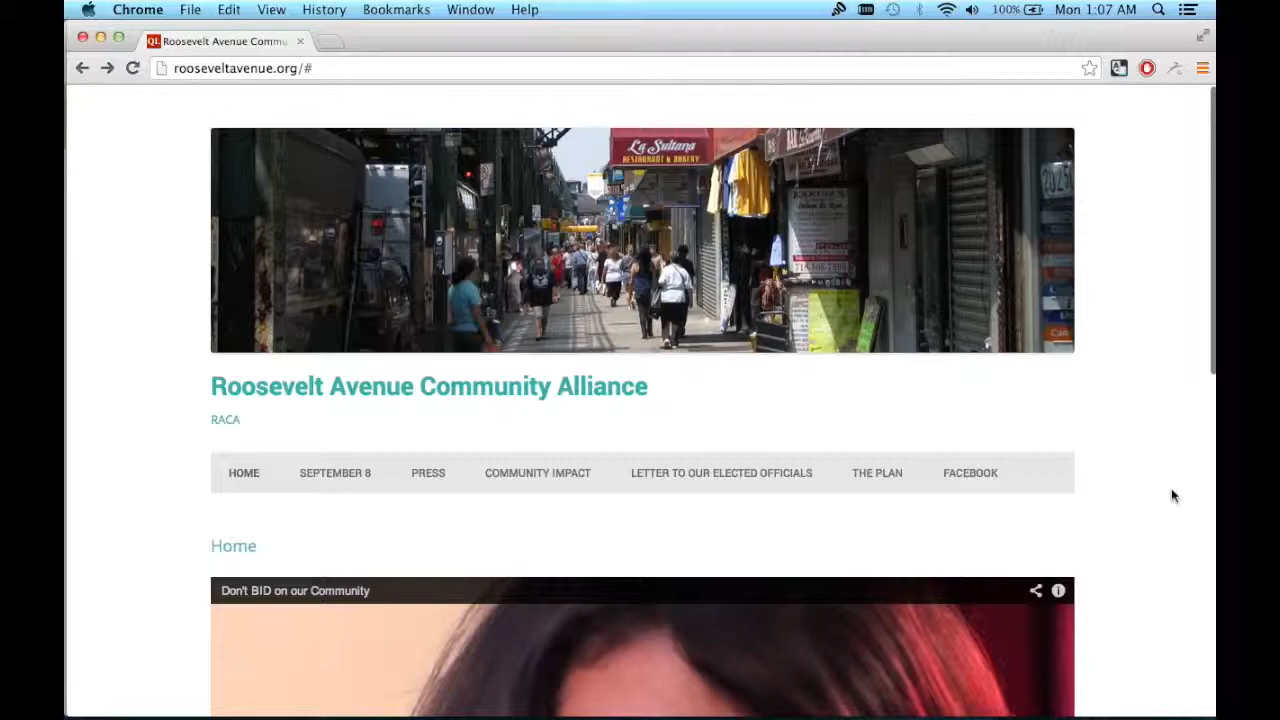 Chrome File Edit View History Bookmarks Window Help 100% Mon 1:07 AM
QL Roosevelt Avenue Commu
rooseveltavenue.org/#
La Sultana
RESTAURANT & BAKERY
Roosevelt Avenue Community Alliance
RACA
HOME SEPTEMBER 8 PRESS COMMUNITY IMPACT LETTER TO OUR ELECTED OFFICIALS THE PLAN FACEBOOK
Home
Don't BID on our Community